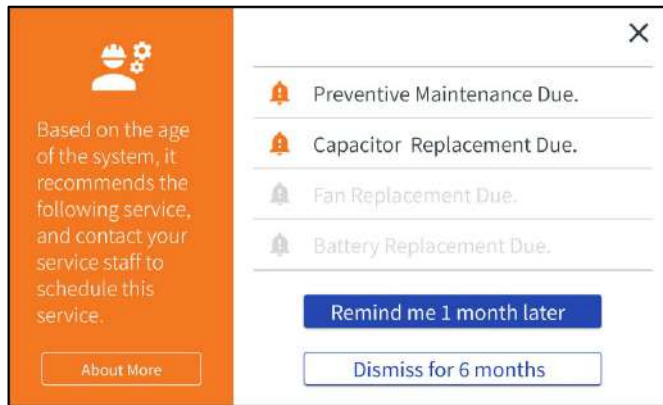 Based on the age
of the system, it
recommends the
following service,
and contact your
service staff to
schedule this
service.
About More
Preventive Maintenance Due.
Capacitor Replacement Due.
Fan Replacement Due.
Battery Replacement Due.
Remind me 1 month later
Dismiss for 6 months